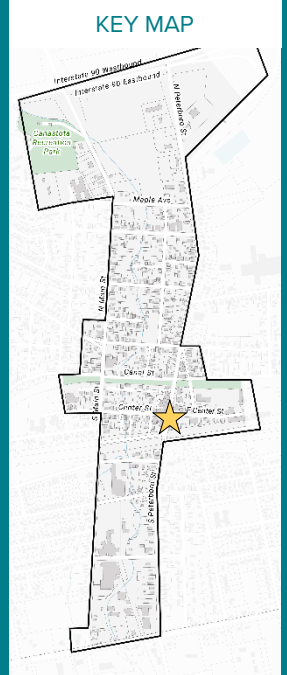 KEY MAP
Interstate 90 Westbound
Interstate 90 Eastbound
N Peterboro St
Canastota
Recreation
Park
Maple Ave
N Main St
Canal St
S Main St
Center St
E Center St
S Peterboro St